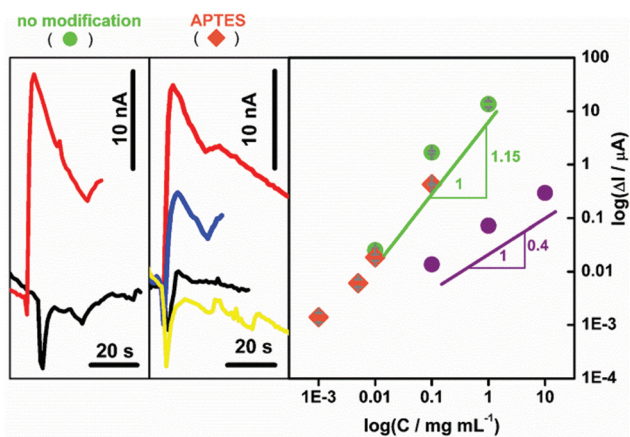 no modification
( )
APTES
( )
10 nA
20 s
10 nA
20 s
1.15
1
0.4
1
100
10
1
0.1
0.01
1E-3
1E-4
log(ΔI / μA)
1E-3 0.01 0.1 1 10
log(C / mg mL⁻¹)